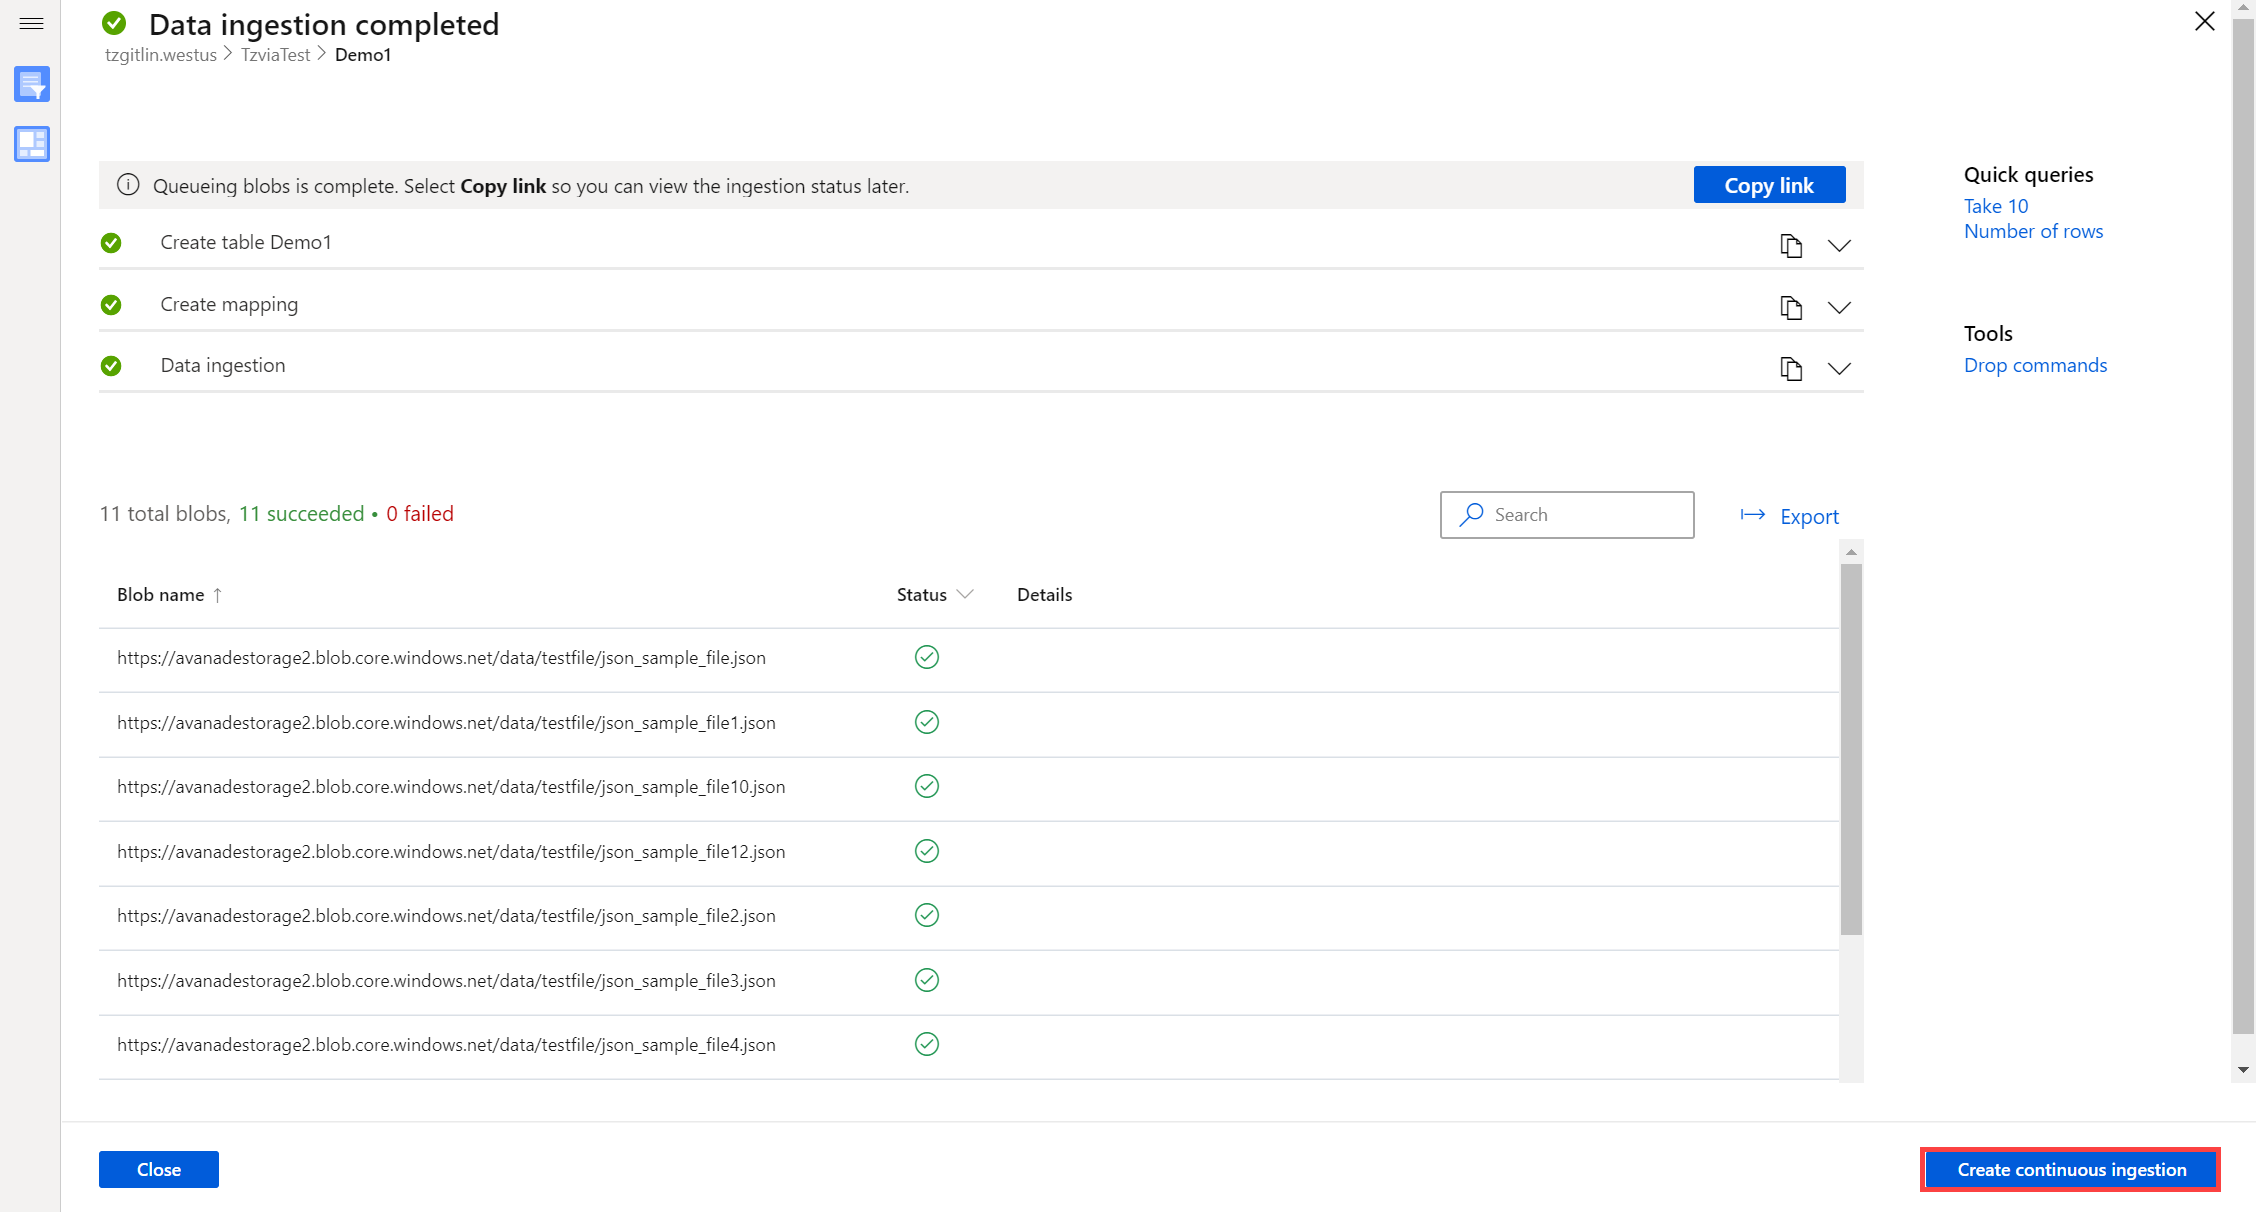 Data ingestion completed
tzgitlin.westus > TzviaTest > Demo1
Queueing blobs is complete. Select Copy link so you can view the ingestion status later.
Copy link
Create table Demo1
Create mapping
Data ingestion
Quick queries
Take 10
Number of rows
Tools
Drop commands
11 total blobs, 11 succeeded • 0 failed
Search
Export
Blob name ↑ Status Details
https://avanadestorage2.blob.core.windows.net/data/testfile/json_sample_file.json
https://avanadestorage2.blob.core.windows.net/data/testfile/json_sample_file1.json
https://avanadestorage2.blob.core.windows.net/data/testfile/json_sample_file10.json
https://avanadestorage2.blob.core.windows.net/data/testfile/json_sample_file12.json
https://avanadestorage2.blob.core.windows.net/data/testfile/json_sample_file2.json
https://avanadestorage2.blob.core.windows.net/data/testfile/json_sample_file3.json
https://avanadestorage2.blob.core.windows.net/data/testfile/json_sample_file4.json
Close
Create continuous ingestion